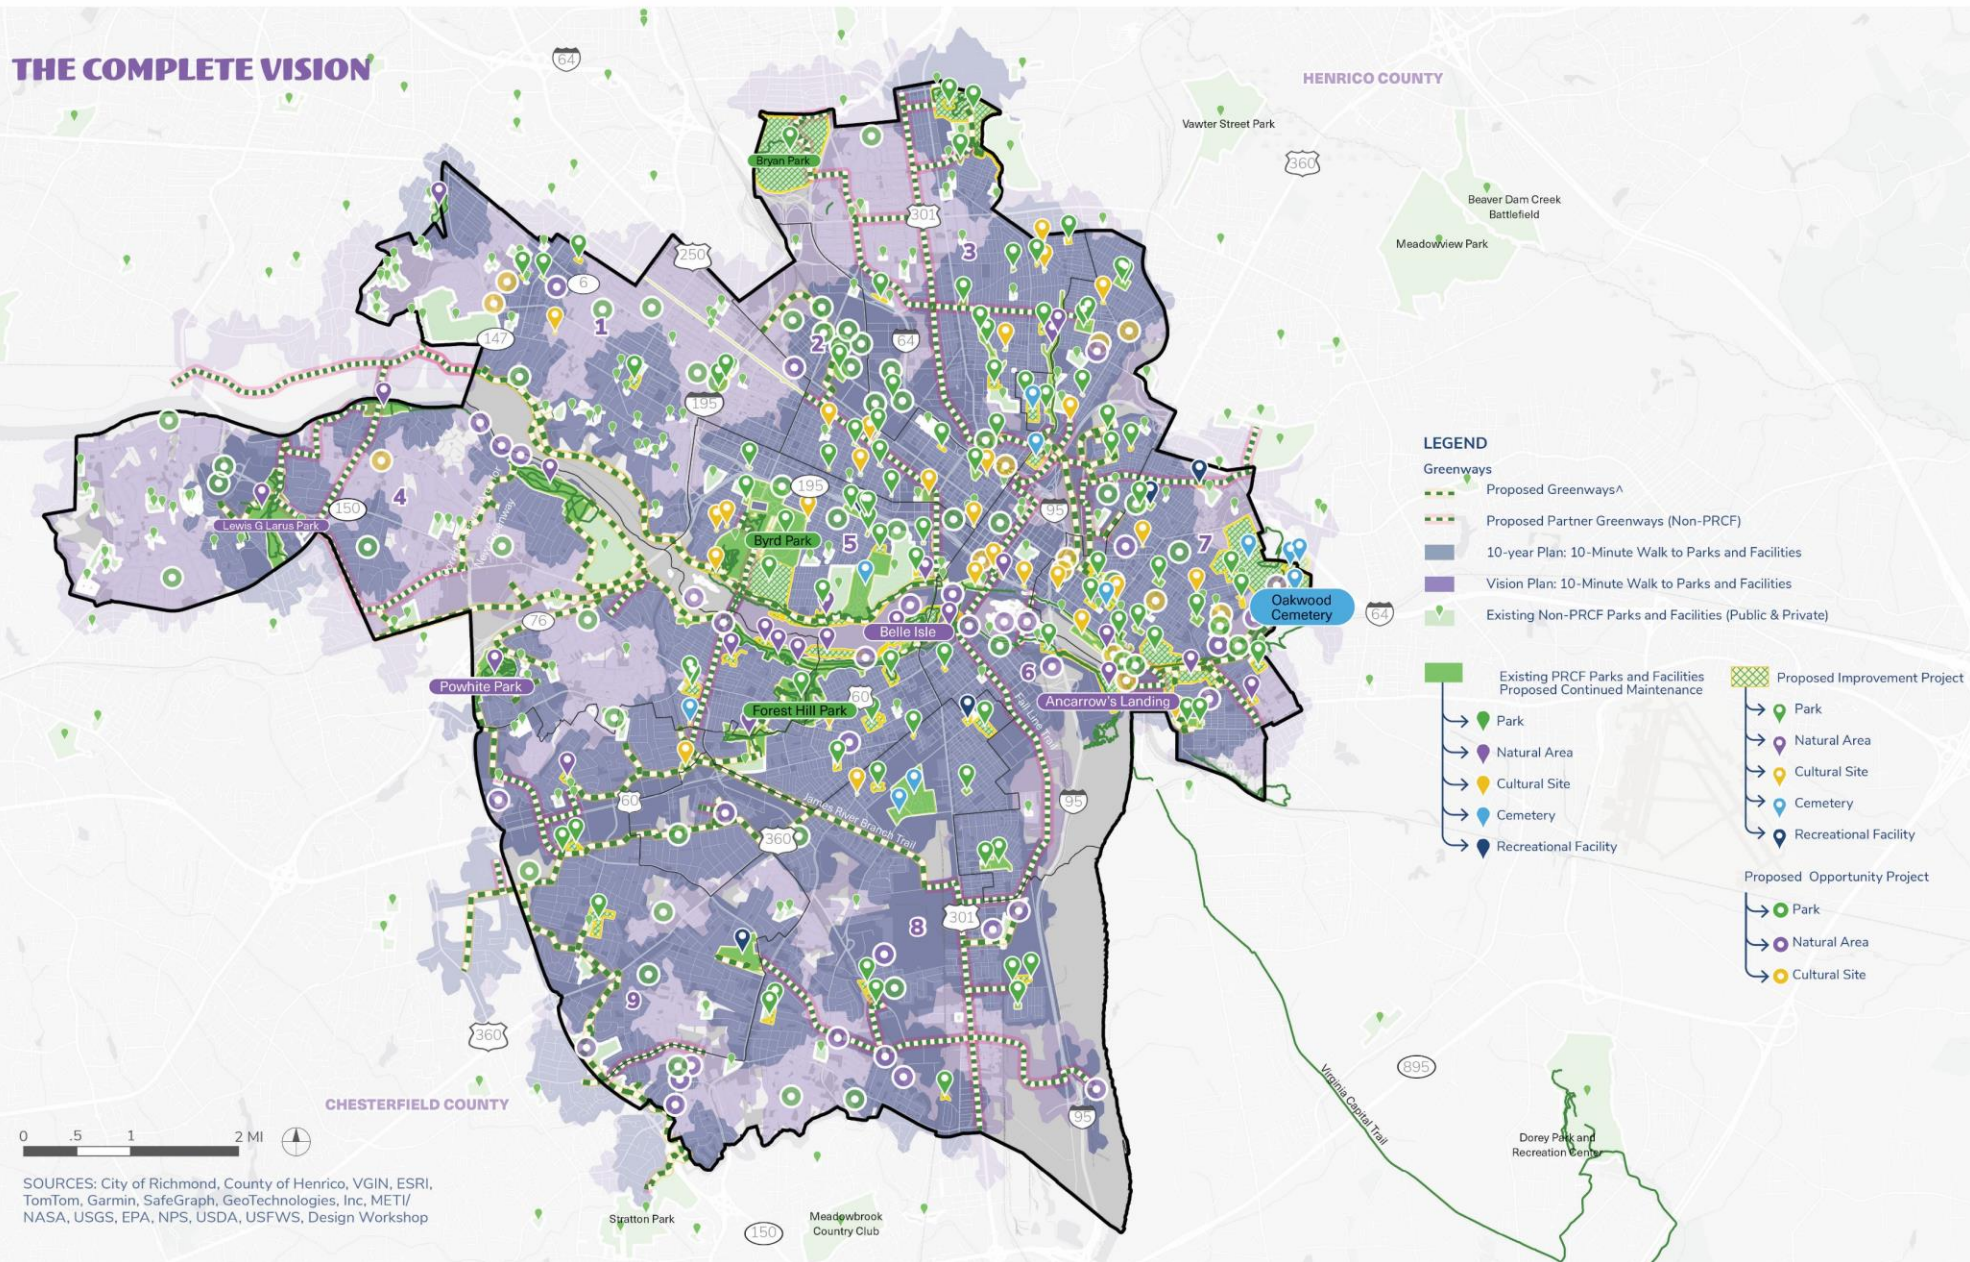 THE COMPLETE VISION
HENRICO COUNTY
64
Vawter Street Park
360
Bryan Park
Beaver Dam Creek
Battlefield
Meadowview Park
301
250
3
6
1
147
2
64
195
4
150
Lewis G Larus Park
195
95
Byrd Park
5
7
Oakwood
Cemetery
64
76
Belle Isle
6
Powhite Park
60
Forest Hill Park
Ancarrow's Landing
Fall Line Trail
60
James River Branch Trail
360
95
301
8
9
360
CHESTERFIELD COUNTY
895
95
Virginia Capital Trail
Dorey Park and
Recreation Center
Stratton Park
150
Meadowbrook
Country Club
LEGEND
Greenways
Proposed Greenways^
Proposed Partner Greenways (Non-PRCF)
10-year Plan: 10-Minute Walk to Parks and Facilities
Vision Plan: 10-Minute Walk to Parks and Facilities
Existing Non-PRCF Parks and Facilities (Public & Private)
Existing PRCF Parks and Facilities
Proposed Continued Maintenance
Park
Natural Area
Cultural Site
Cemetery
Recreational Facility
Proposed Improvement Project
Park
Natural Area
Cultural Site
Cemetery
Recreational Facility
Proposed Opportunity Project
Park
Natural Area
Cultural Site
0 .5 1 2 MI
SOURCES: City of Richmond, County of Henrico, VGIN, ESRI,
TomTom, Garmin, SafeGraph, GeoTechnologies, Inc, METI/
NASA, USGS, EPA, NPS, USDA, USFWS, Design Workshop